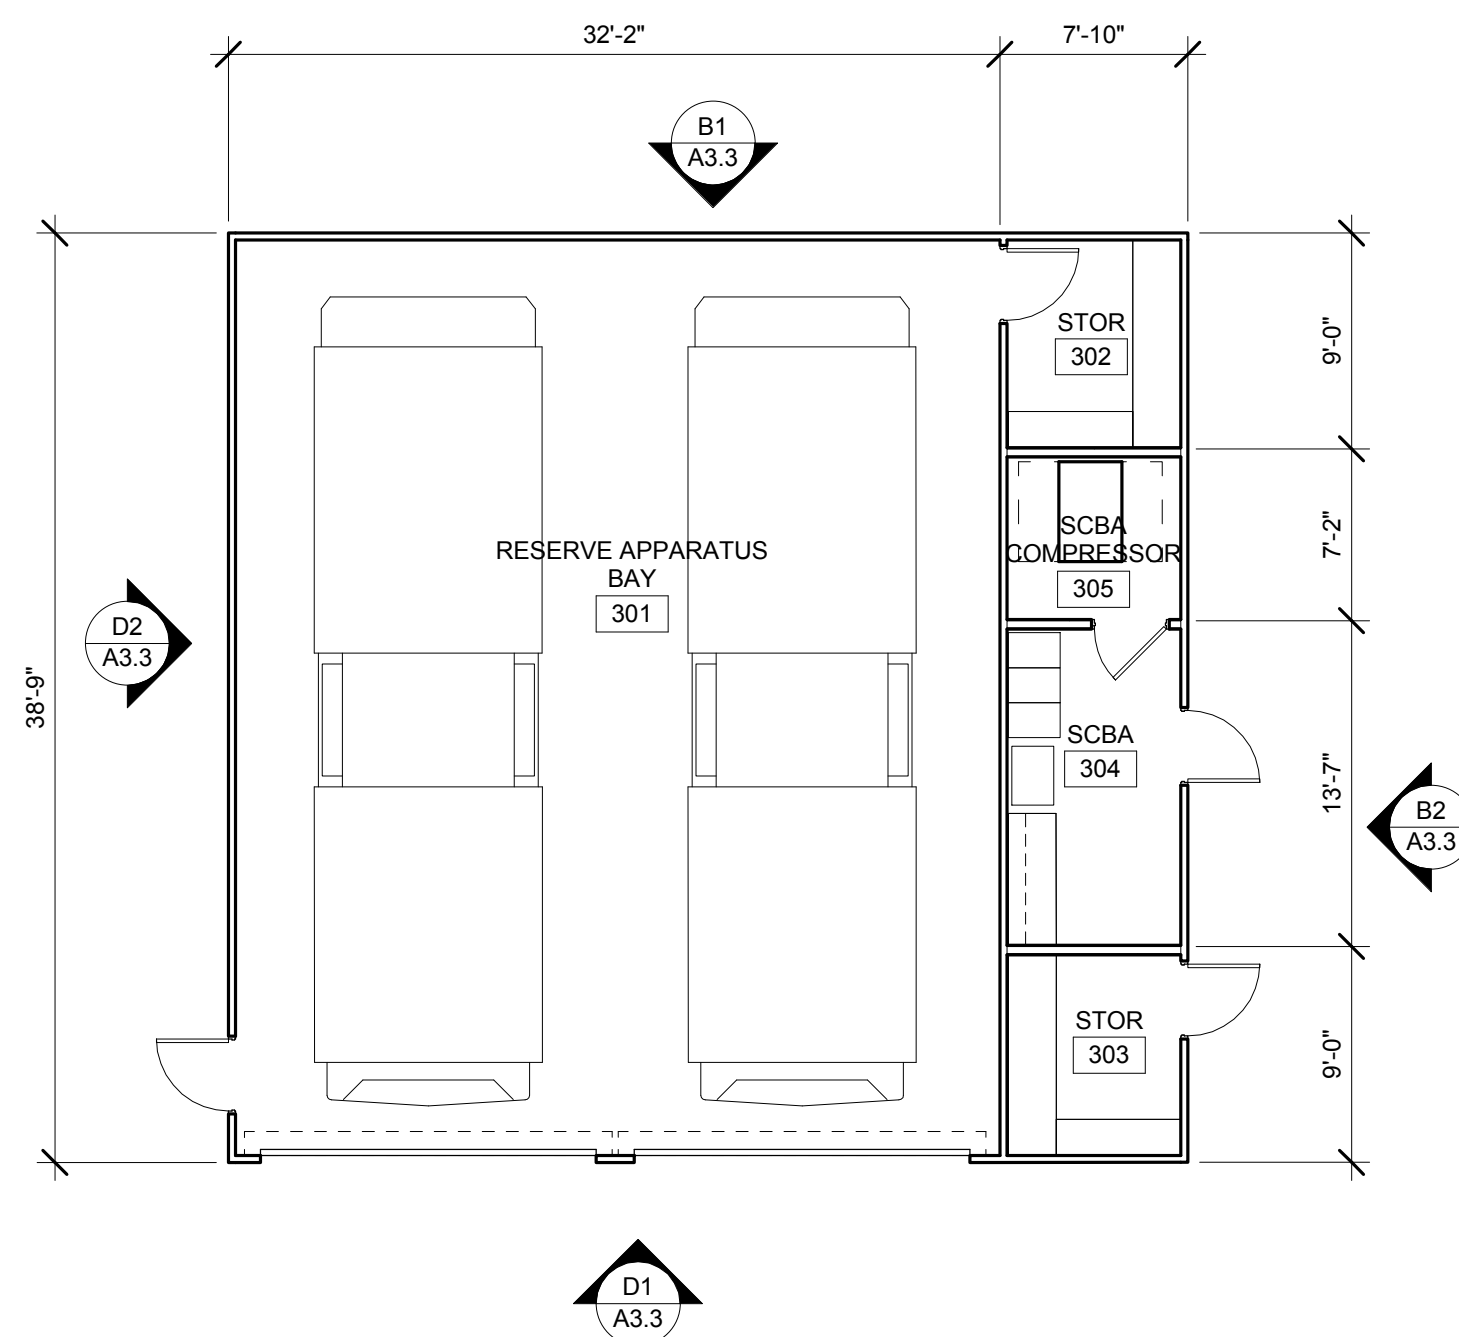 32'-2"
7'-10"
B1
A3.3
STOR
302
9'-0"
SCBA
COMPRESSOR
305
7'-2"
RESERVE APPARATUS
BAY
301
D2
A3.3
38'-9"
SCBA
304
13'-7"
B2
A3.3
STOR
303
9'-0"
D1
A3.3